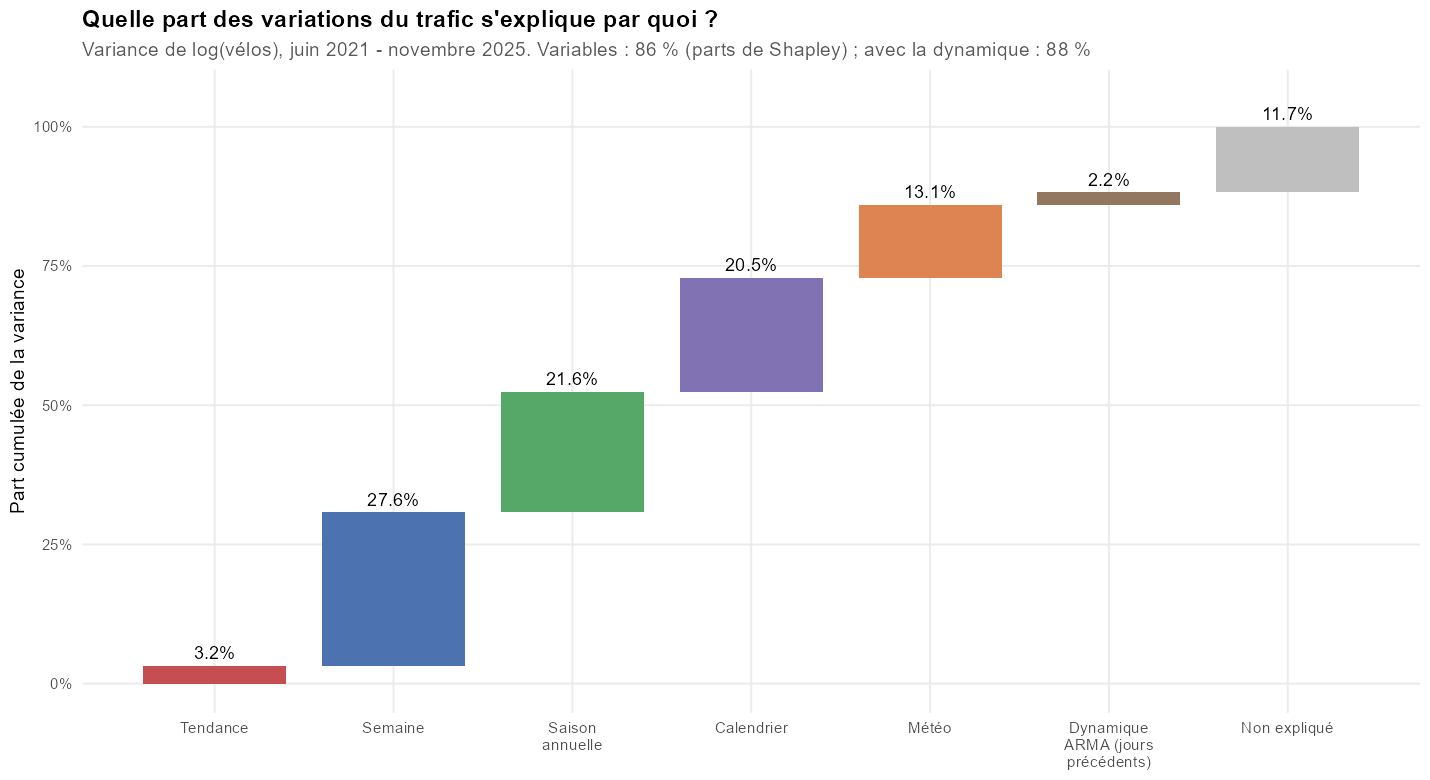 Quelle part des variations du trafic s'explique par quoi ?
Variance de log(vélos), juin 2021 - novembre 2025. Variables : 86 % (parts de Shapley) ; avec la dynamique : 88 %
Part cumulée de la variance
100%
75%
50%
25%
0%
3.2%
27.6%
21.6%
20.5%
13.1%
2.2%
11.7%
Tendance
Semaine
Saison
annuelle
Calendrier
Météo
Dynamique
ARMA (jours
précédents)
Non expliqué